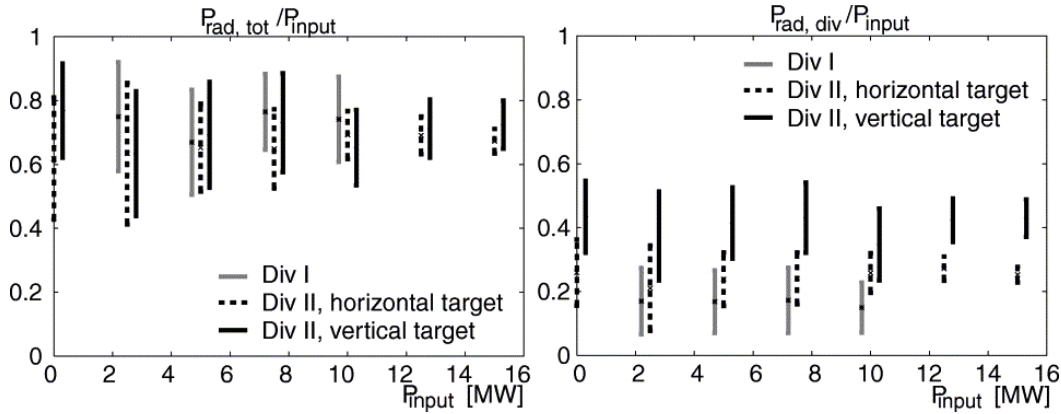 P_rad, tot /P_input
1
0.8
0.6
0.4
0.2
0
Div I
Div II, horizontal target
Div II, vertical target
0 2 4 6 8 10 12 14 16
P_input [MW]
P_rad, div /P_input
1
0.8
0.6
0.4
0.2
0
Div I
Div II, horizontal target
Div II, vertical target
0 2 4 6 8 10 12 14 16
P_input [MW]